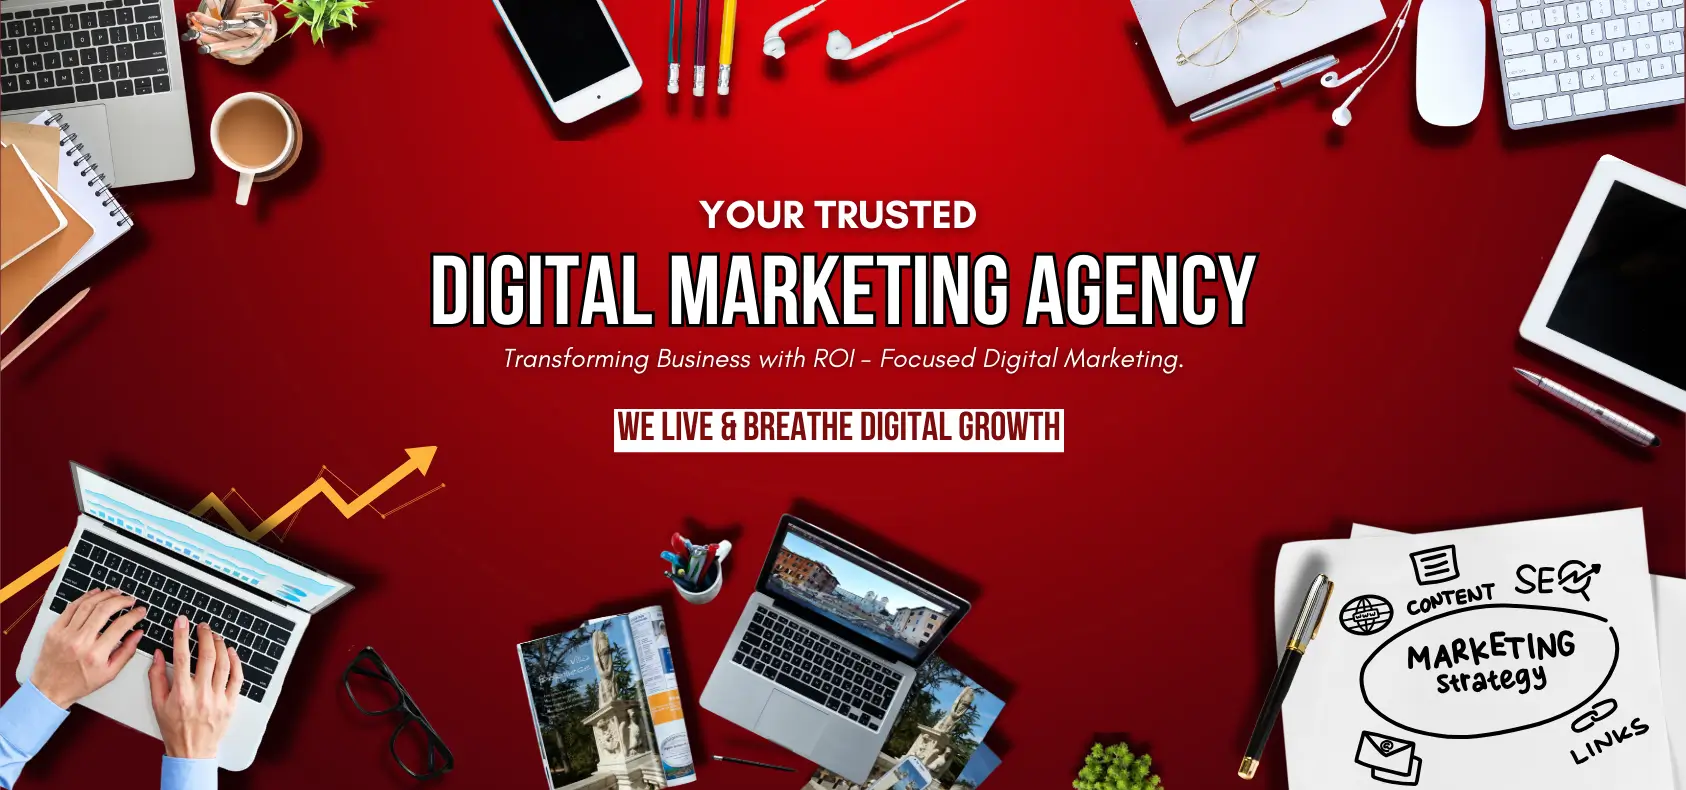 YOUR TRUSTED
DIGITAL MARKETING AGENCY
Transforming Business with ROI - Focused Digital Marketing.
WE LIVE & BREATHE DIGITAL GROWTH
CONTENT
SEO
WWW
MARKETING
strategy
LINKS